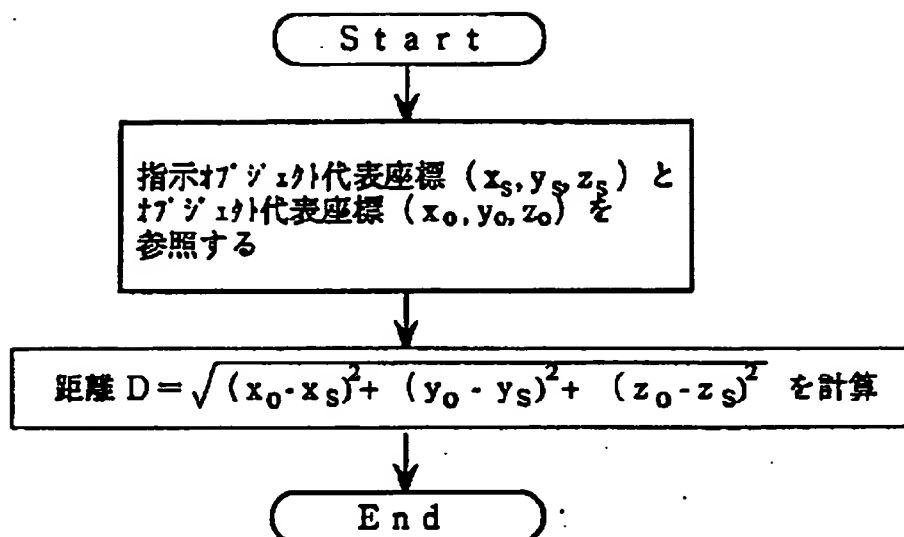 Start
指示ｵﾌﾞｼﾞｪｸﾄ代表座標 (xS, yS, zS) と
ｵﾌﾞｼﾞｪｸﾄ代表座標 (xO, yO, zO) を
参照する
距離 D＝√(xO-xS)²+ (yO-yS)²+ (zO-zS)² を計算
End